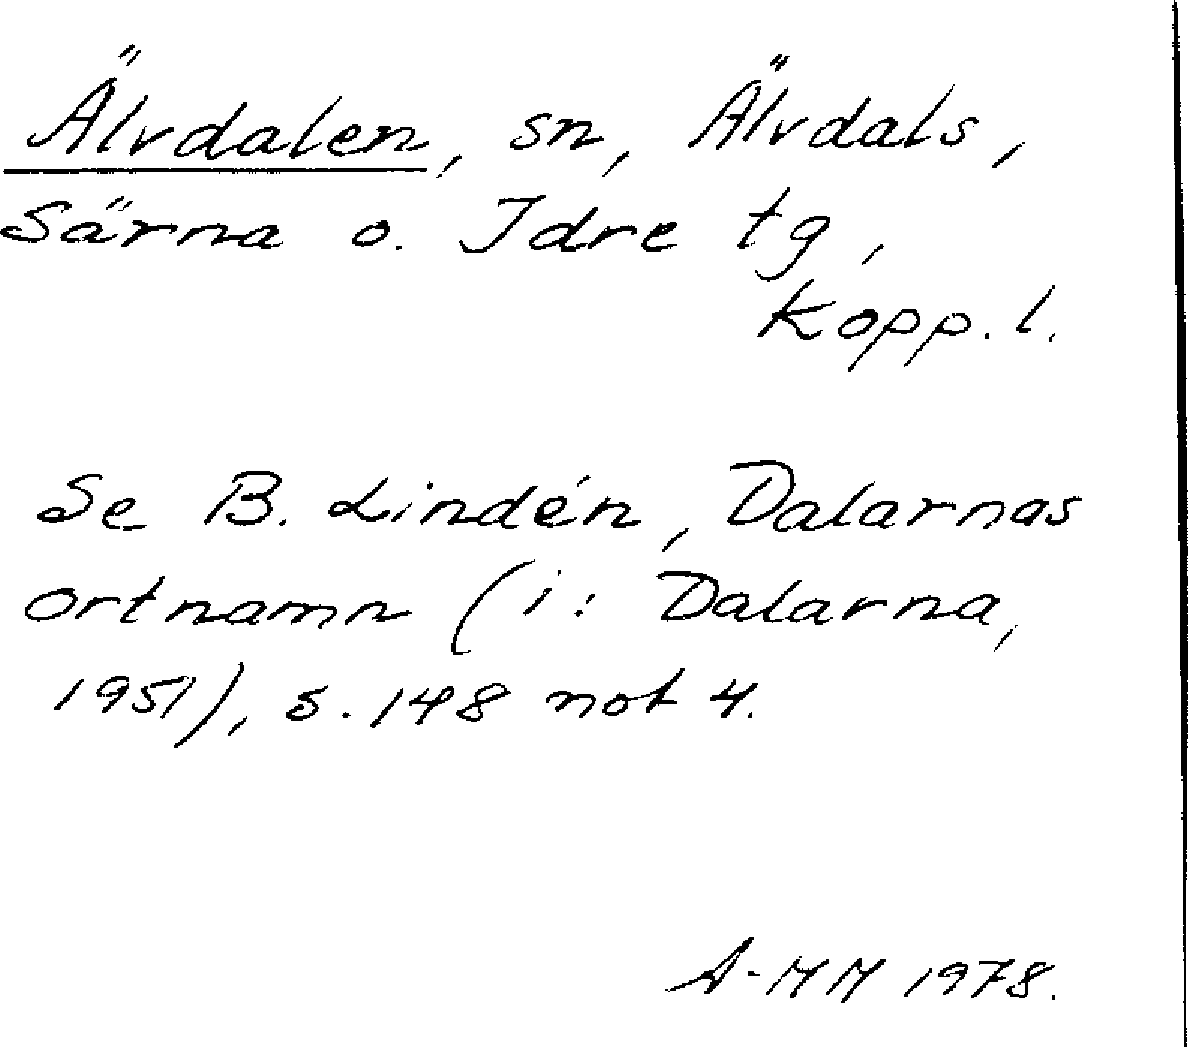 Älvdalen, sn, Älvdals,
Särna o. Idre tg,
Kopp. l.
Se B. Lindén, Dalarnas
ortnamn (i: Dalarna,
1951), s. 148 not 4.
A-MM 1978.